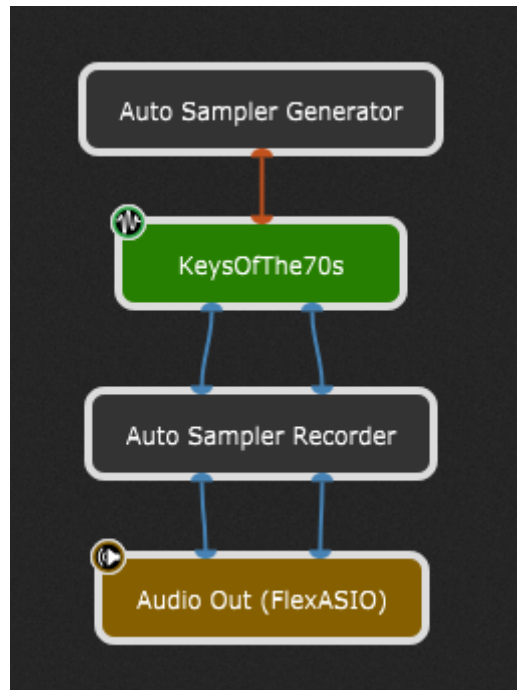 Auto Sampler Generator
KeysOfThe70s
Auto Sampler Recorder
Audio Out (FlexASIO)